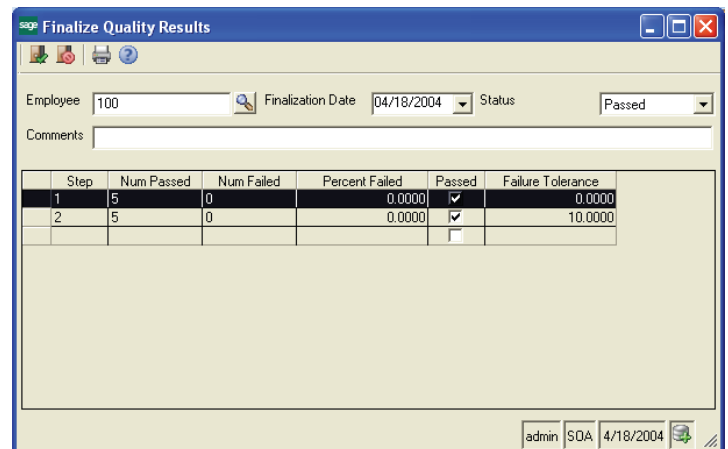 sage Finalize Quality Results
Employee 100 Finalization Date 04/18/2004 Status Passed
Comments
Step Num Passed Num Failed Percent Failed Passed Failure Tolerance
1 5 0 0.0000 0.0000
2 5 0 0.0000 10.0000
admin SOA 4/18/2004